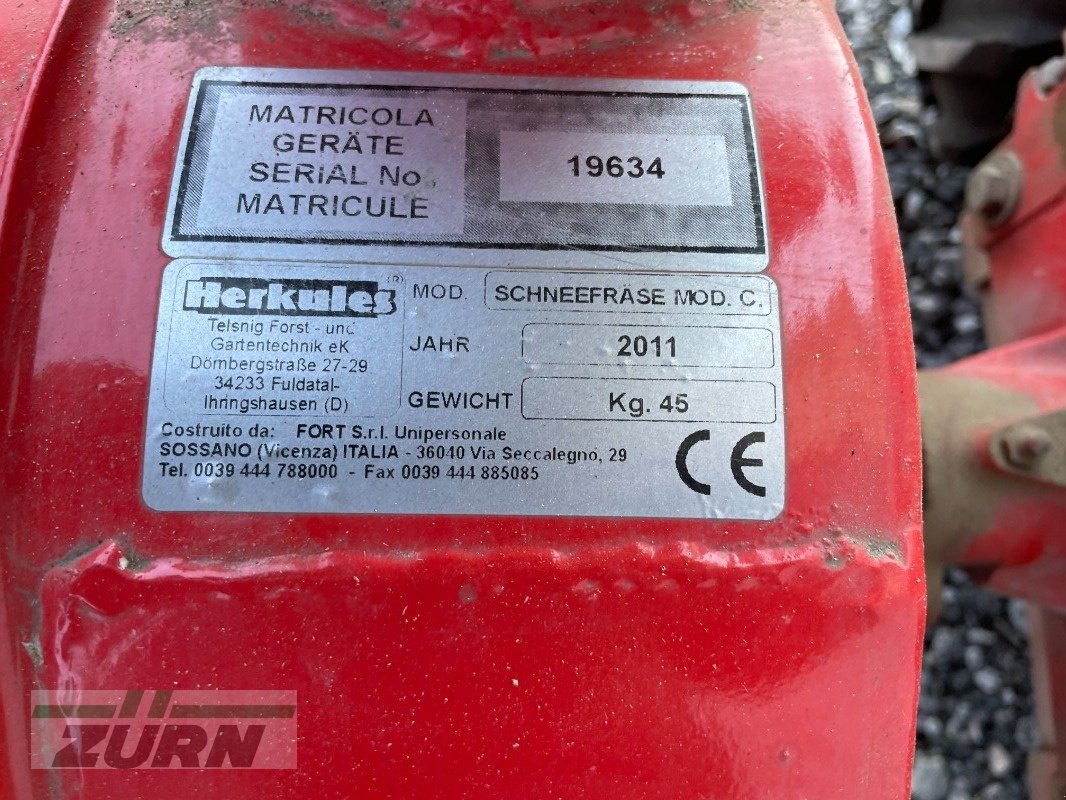 MATRICOLA
GERÄTE
SERIAL No.
MATRICULE
19634
Herkules®
Telsnig Forst - und
Gartentechnik eK
Dörnbergstraße 27-29
34233 Fuldatal-
Ihringshausen (D)
MOD. SCHNEEFRÄSE MOD. C.
JAHR 2011
GEWICHT Kg. 45
Costruito da: FORT S.r.l. Unipersonale
SOSSANO (Vicenza) ITALIA - 36040 Via Seccalegno, 29
Tel. 0039 444 788000 - Fax 0039 444 885085
CE
ZÜRN